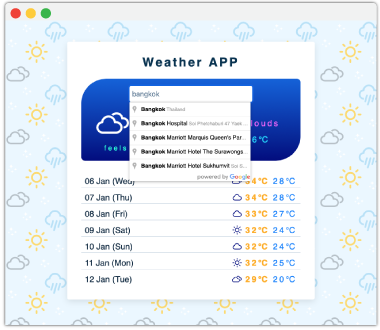 Weather APP
bangkok
Bangkok Thailand
Bangkok Hospital Soi Phetchaburi 47 Yaek...
Bangkok Marriott Marquis Queen's Par...
Bangkok Marriott Hotel The Surawongs...
Bangkok Marriott Hotel Sukhumvit Soi S...
powered by Google
louds
feels
6°C
06 Jan (Wed) 34°C 28°C
07 Jan (Thu) 34°C 28°C
08 Jan (Fri) 33°C 27°C
09 Jan (Sat) 32°C 24°C
10 Jan (Sun) 32°C 24°C
11 Jan (Mon) 32°C 25°C
12 Jan (Tue) 29°C 20°C